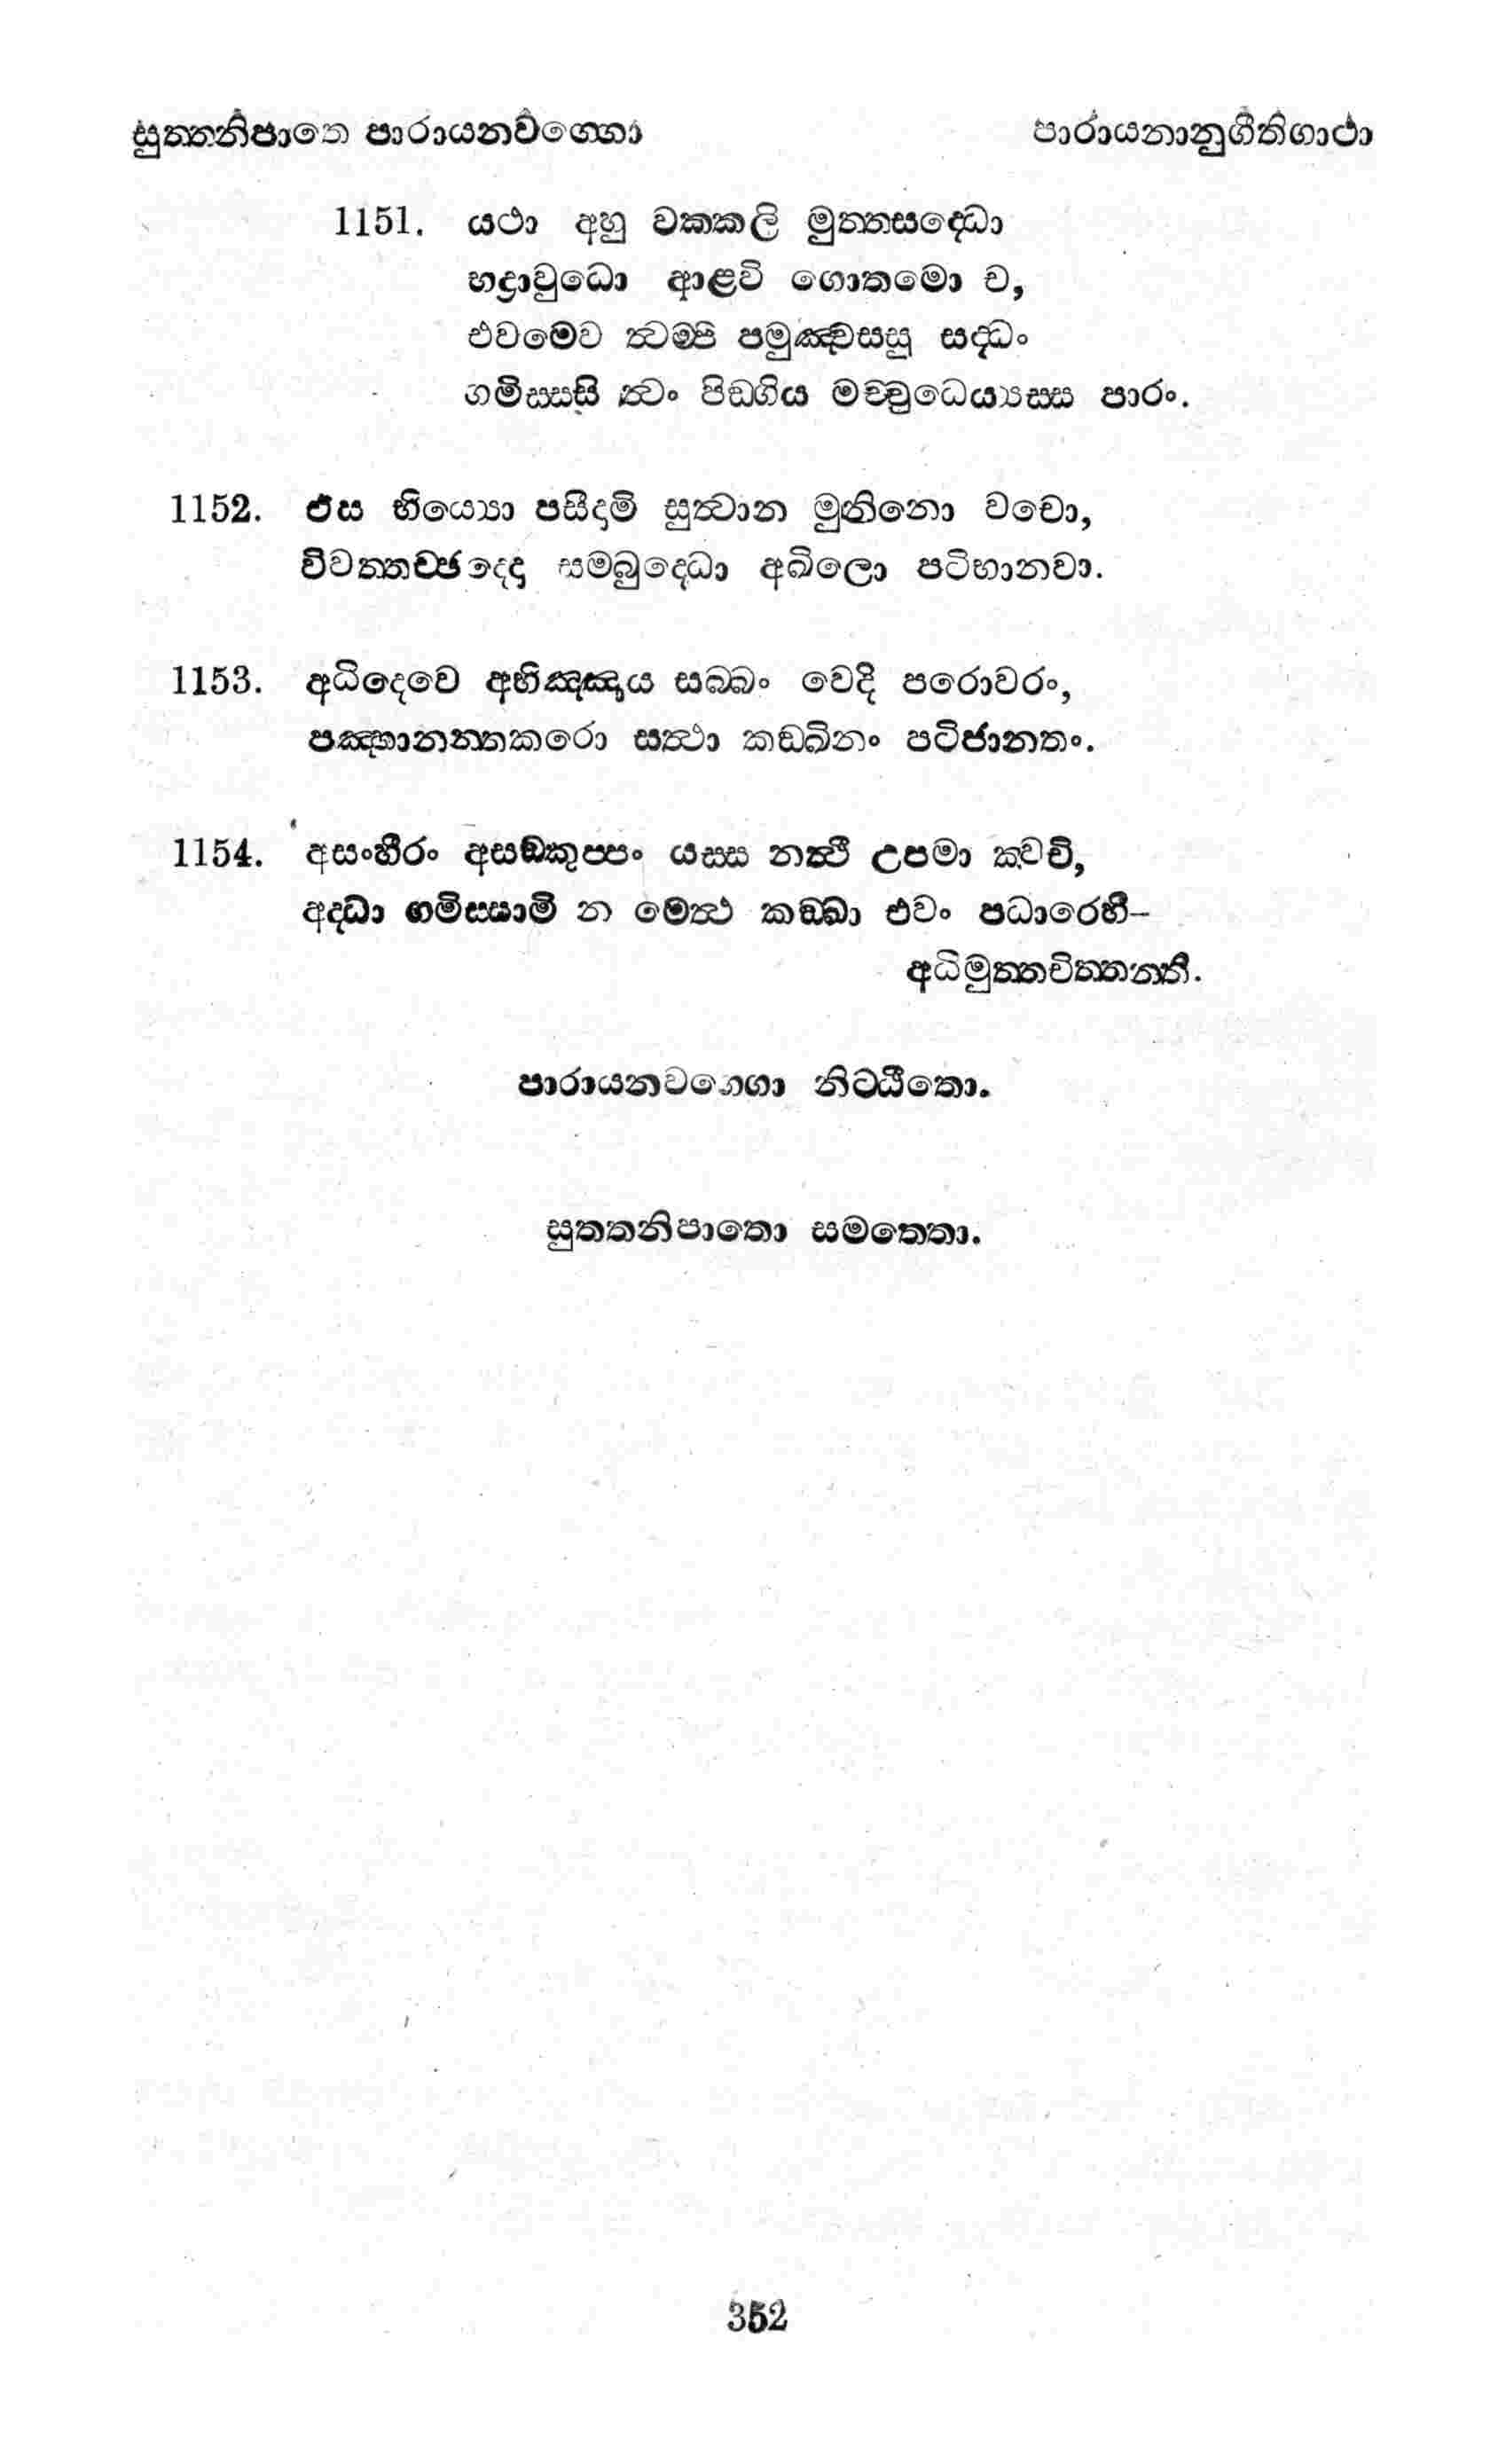 සුත්තනිපාතෙ පාරායනවග්ගො පාරායනානුගීතිගාථා
1151. යථා අහු වක්කලි මුත්තසද්ධො
භද්‍රාවුධො ආළවි ගොතමො ච,
එවමෙව ත්‍වම්පි පමුඤ්චස්සු සද්ධං
ගමිස්සසි ත්‍වං පිඞගිය මච්චුධෙය්‍යස්ස පාරං.
1152. එස භිය්‍යො පසීදාමි සුත්‍වාන මුනිනො වචො,
විවත්තච්ඡද්දො සම්බුද්ධො අඛිලො පටිභානවා.
1153. අධිදෙවෙ අභිඤ්ඤාය සබ්බං වෙදි පරොවරං,
පඤ්හානන්තකරො සත්‍ථා කඞ්ඛිනං පටිජානතං.
1154. අසංහීරං අසඞ්කුප්පං යස්ස නත්‍ථි උපමා ක්‍වචි,
අද්ධා ගමිස්සාමි න මෙත්‍ථ කඞ්ඛා එවං පධාරෙහි-
අධිමුත්තචිත්තන්ති.
පාරායනවග්ගො නිට්ඨිතො.
සුත්තනිපාතො සමත්තො.
352